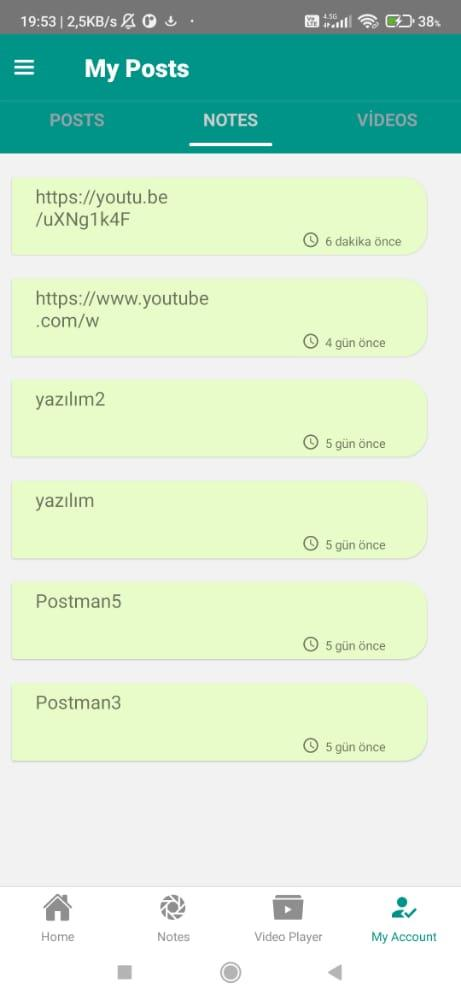 19:53 | 2,5KB/s
4.5G
38%
My Posts
POSTS NOTES VİDEOS
https://youtu.be
/uXNg1k4F
6 dakika önce
https://www.youtube
.com/w
4 gün önce
yazılım2
5 gün önce
yazılım
5 gün önce
Postman5
5 gün önce
Postman3
5 gün önce
Home Notes Video Player My Account